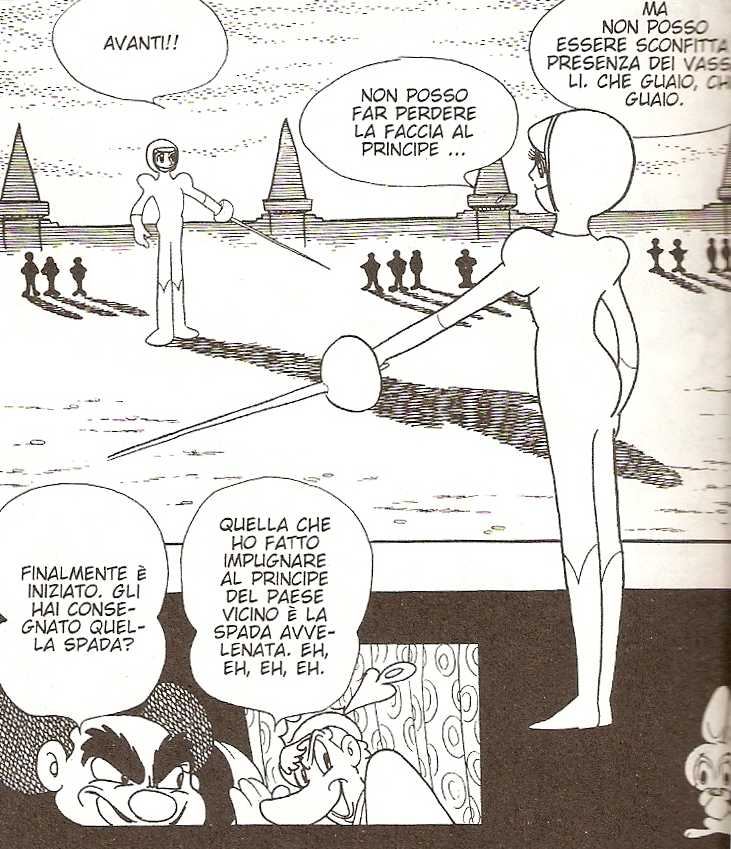 AVANTI!!
NON POSSO
FAR PERDERE
LA FACCIA AL
PRINCIPE ...
MA
NON POSSO
ESSERE SCONFITTA
PRESENZA DEI VASS
LI. CHE GUAIO, CH
GUAIO.
FINALMENTE È
INIZIATO. GLI
HAI CONSE-
GNATO QUEL-
LA SPADA?
QUELLA CHE
HO FATTO
IMPUGNARE
AL PRINCIPE
DEL PAESE
VICINO È LA
SPADA AVVE-
LENATA. EH,
EH, EH, EH.